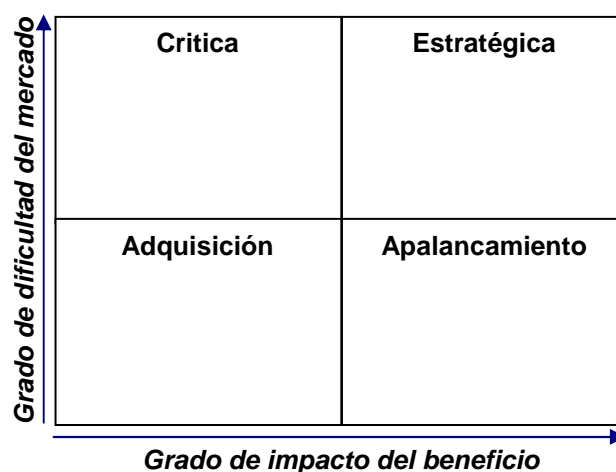 Grado de dificultad del mercado
Critica
Estratégica
Adquisición
Apalancamiento
Grado de impacto del beneficio